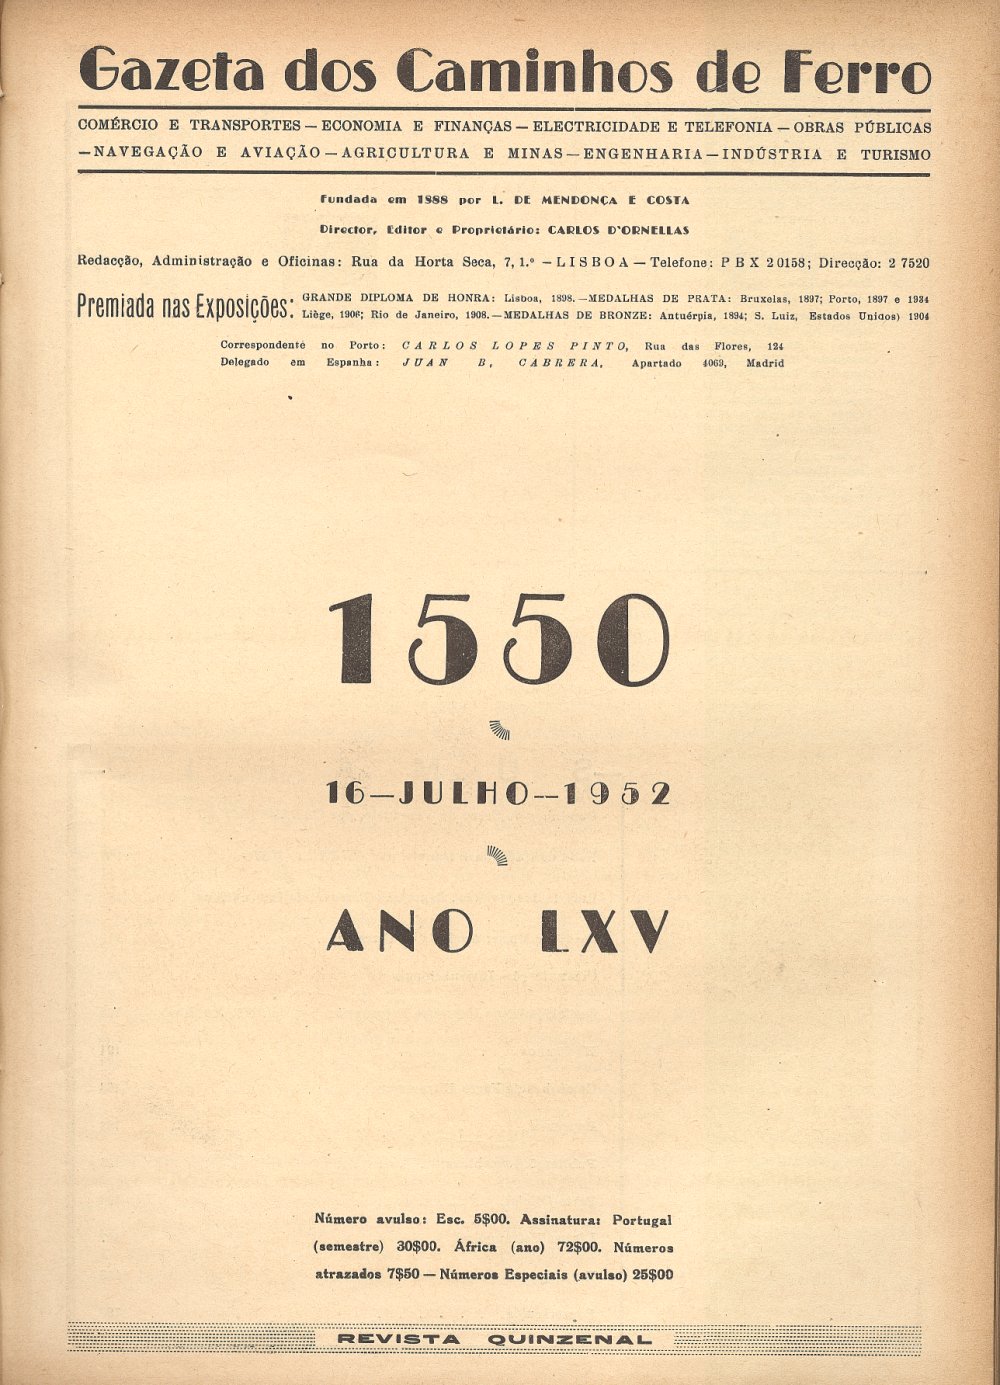 Gazeta dos Caminhos de Ferro
COMÉRCIO E TRANSPORTES — ECONOMIA E FINANÇAS — ELECTRICIDADE E TELEFONIA — OBRAS PÚBLICAS
— NAVEGAÇÃO E AVIAÇÃO — AGRICULTURA E MINAS — ENGENHARIA — INDÚSTRIA E TURISMO
Fundada em 1888 por L. DE MENDONÇA E COSTA
Director, Editor e Proprietário: CARLOS D'ORNELLAS
Redacção, Administração e Oficinas: Rua da Horta Seca, 7, 1.º — LISBOA — Telefone: PBX 20158; Direcção: 2 7520
Premiada nas Exposições:
GRANDE DIPLOMA DE HONRA: Lisboa, 1898. — MEDALHAS DE PRATA: Bruxelas, 1897; Porto, 1897 e 1934
Liège, 1906; Rio de Janeiro, 1908. — MEDALHAS DE BRONZE: Antuérpia, 1894; S. Luiz, Estados Unidos) 1904
Correspondente no Porto: CARLOS LOPES PINTO, Rua das Flores, 124
Delegado em Espanha: JUAN B, CABRERA, Apartado 4069, Madrid
1550
16—JULHO—1952
ANO LXV
Número avulso: Esc. 5$00. Assinatura: Portugal
(semestre) 30$00. África (ano) 72$00. Números
atrazados 7$50 — Números Especiais (avulso) 25$00
REVISTA QUINZENAL